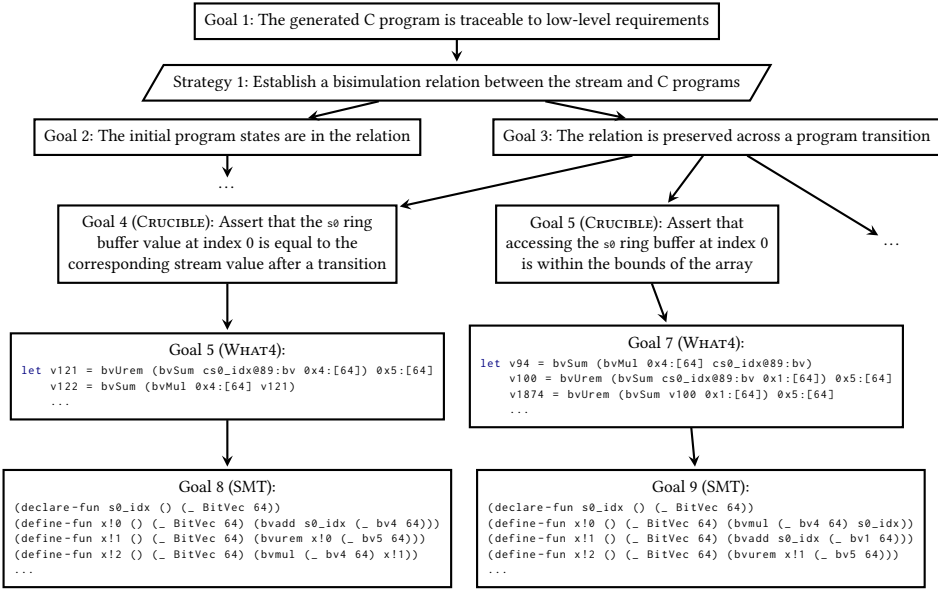 Goal 1: The generated C program is traceable to low-level requirements
Strategy 1: Establish a bisimulation relation between the stream and C programs
Goal 2: The initial program states are in the relation
Goal 3: The relation is preserved across a program transition
...
Goal 4 (CRUCIBLE): Assert that the s0 ring
buffer value at index 0 is equal to the
corresponding stream value after a transition
Goal 5 (CRUCIBLE): Assert that
accessing the s0 ring buffer at index 0
is within the bounds of the array
...
Goal 5 (WHAT4):
let v121 = bvUrem (bvSum cs0_idx@89:bv 0x4:[64]) 0x5:[64]
v122 = bvSum (bvMul 0x4:[64] v121)
...
Goal 7 (WHAT4):
let v94 = bvSum (bvMul 0x4:[64] cs0_idx@89:bv)
v100 = bvUrem (bvSum cs0_idx@89:bv 0x1:[64]) 0x5:[64]
v1874 = bvUrem (bvSum v100 0x1:[64]) 0x5:[64]
...
Goal 8 (SMT):
(declare-fun s0_idx () (_ BitVec 64))
(define-fun x!0 () (_ BitVec 64) (bvadd s0_idx (_ bv4 64)))
(define-fun x!1 () (_ BitVec 64) (bvurem x!0 (_ bv5 64)))
(define-fun x!2 () (_ BitVec 64) (bvmul (_ bv4 64) x!1))
...
Goal 9 (SMT):
(declare-fun s0_idx () (_ BitVec 64))
(define-fun x!0 () (_ BitVec 64) (bvmul (_ bv4 64) s0_idx))
(define-fun x!1 () (_ BitVec 64) (bvadd s0_idx (_ bv1 64)))
(define-fun x!2 () (_ BitVec 64) (bvurem x!1 (_ bv5 64)))
...